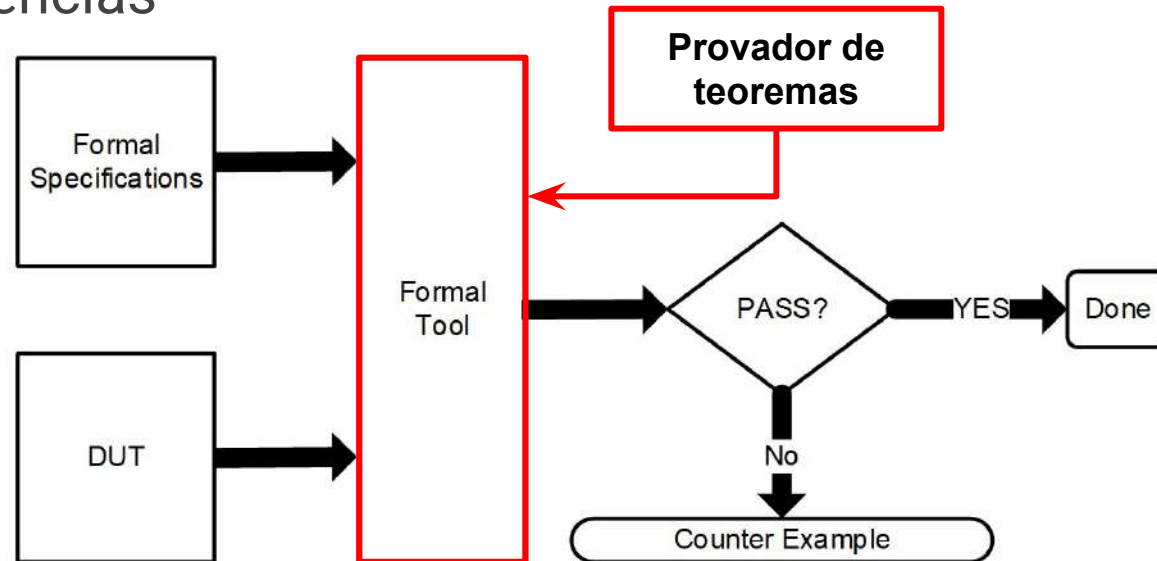 Provador de
teoremas
Formal
Specifications
Formal
Tool
PASS?
YES
Done
DUT
No
Counter Example